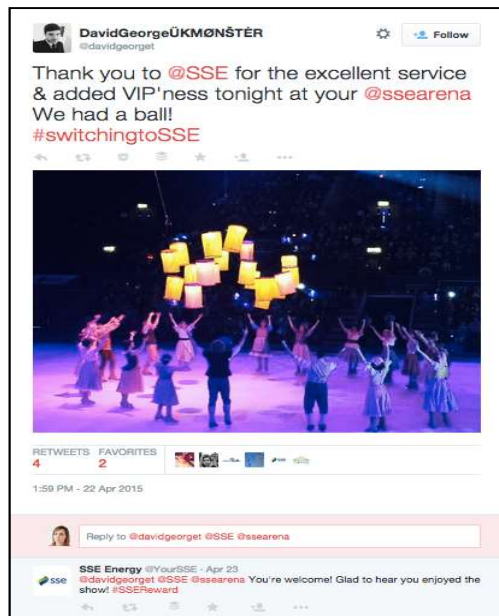 DavidGeorgeÜKMØNŠTÉR
@davidgeorget
Follow
Thank you to @SSE for the excellent service
& added VIP'ness tonight at your @ssearena
We had a ball!
#switchingtoSSE
RETWEETS FAVORITES
4 2
1:59 PM - 22 Apr 2015
Reply to @davidgeorget @SSE @ssearena
sse
SSE Energy @YourSSE · Apr 23
@davidgeorget @SSE @ssearena You're welcome! Glad to hear you enjoyed the
show! #SSEReward